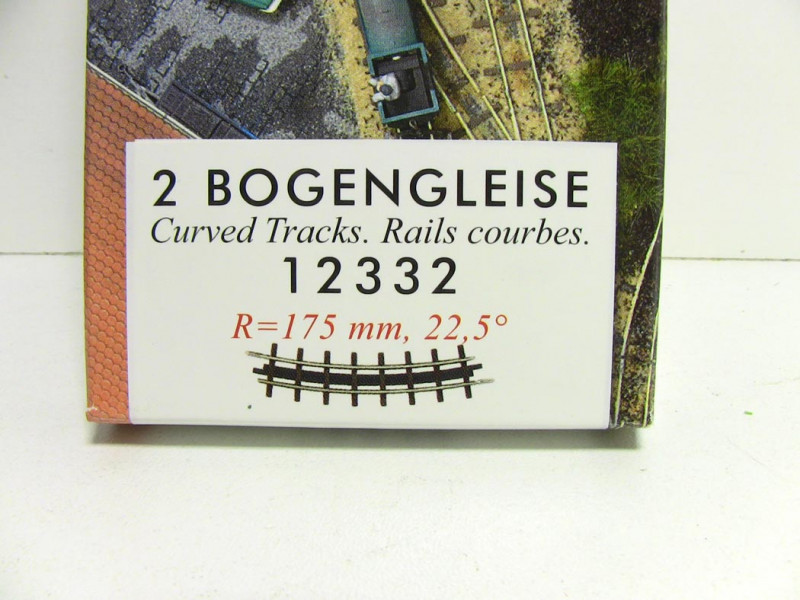 2 BOGENGLEISE
Curved Tracks. Rails courbes.
12332
R=175 mm, 22,5°